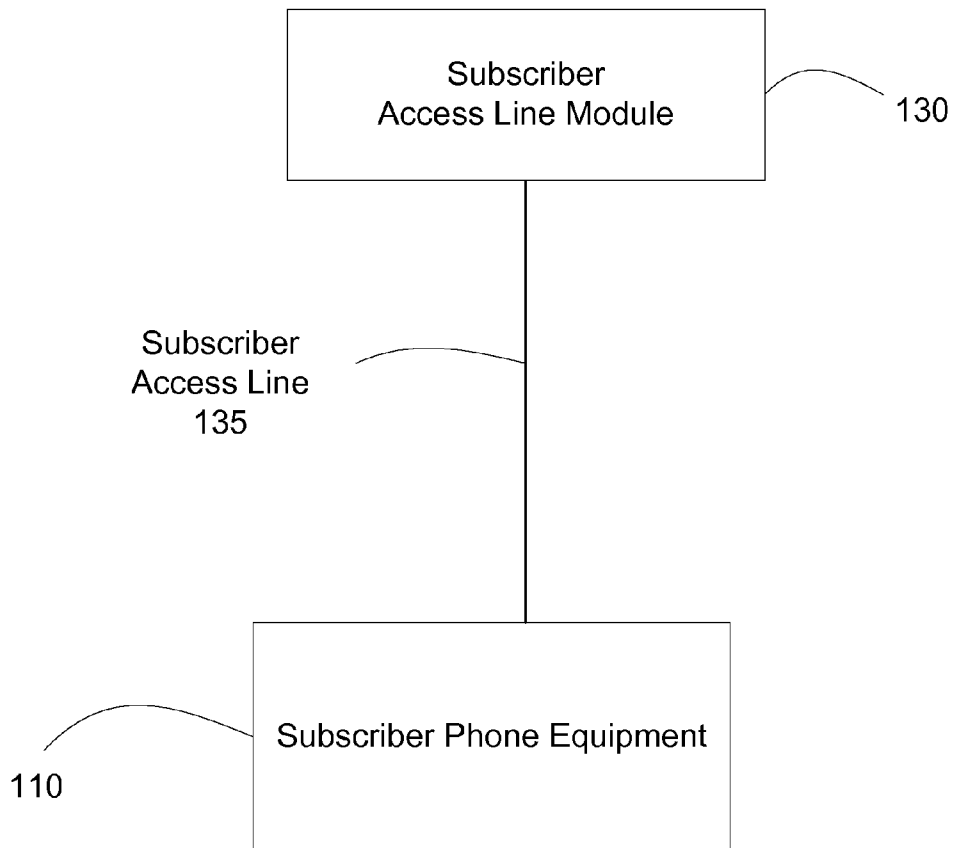 Subscriber
Access Line Module
130
Subscriber
Access Line
135
Subscriber Phone Equipment
110